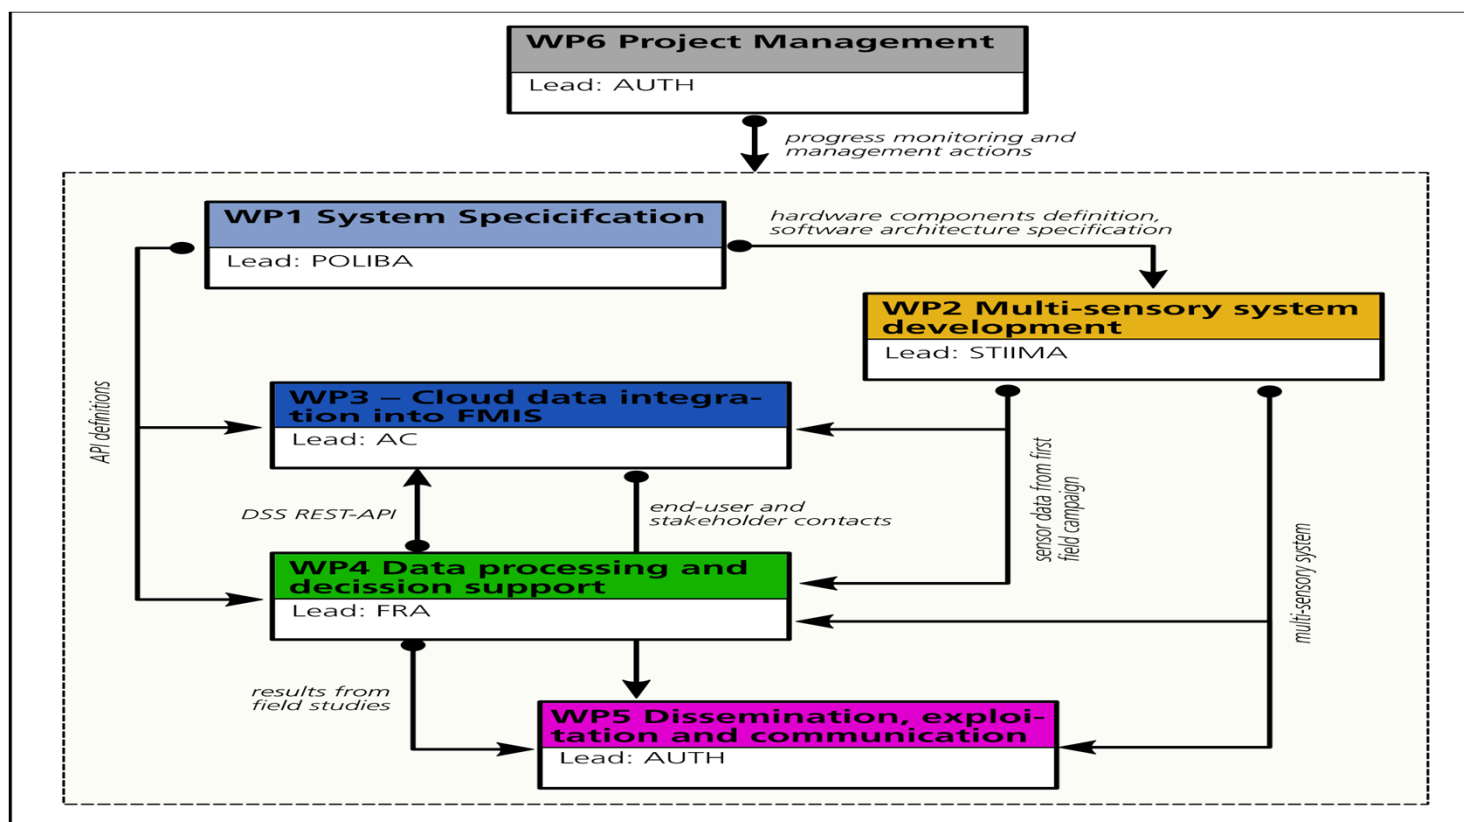 WP6 Project Management
Lead: AUTH
progress monitoring and
management actions
WP1 System Specicifcation
Lead: POLIBA
hardware components definition,
software architecture specification
WP2 Multi-sensory system
development
Lead: STIIMA
API definitions
WP3 – Cloud data integra-
tion into FMIS
Lead: AC
DSS REST-API
end-user and
stakeholder contacts
sensor data from first
field campaign
WP4 Data processing and
decission support
Lead: FRA
multi-sensory system
results from
field studies
WP5 Dissemination, exploi-
tation and communication
Lead: AUTH